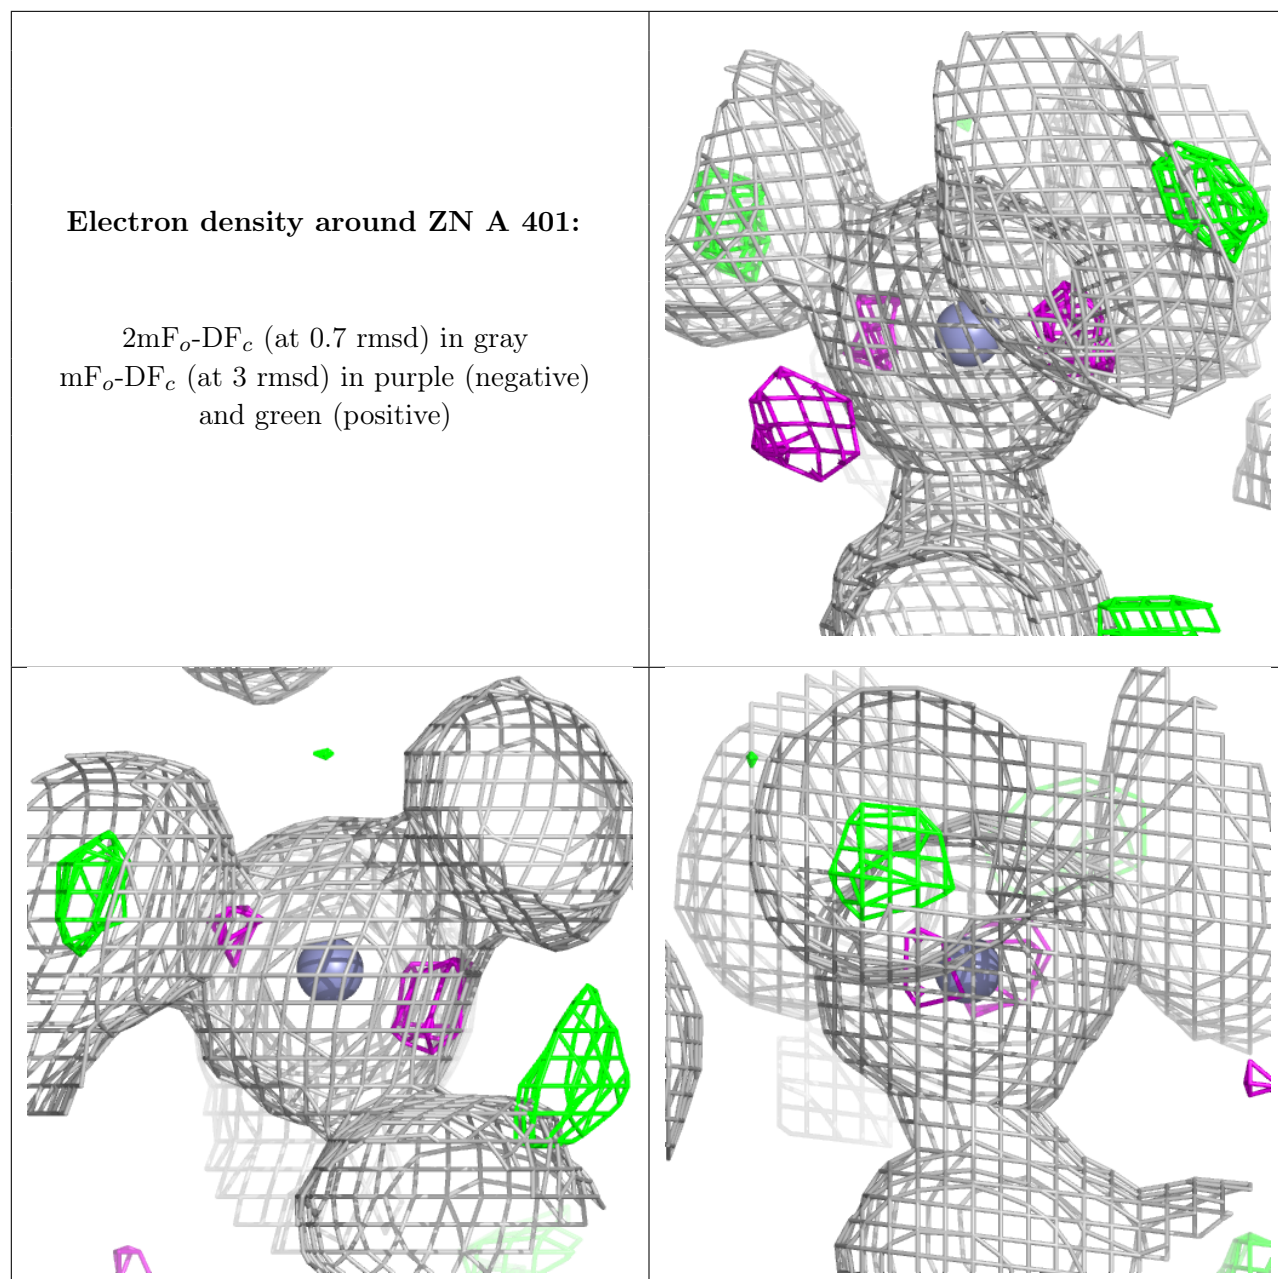 Electron density around ZN A 401:
2mFo-DFc (at 0.7 rmsd) in gray
mFo-DFc (at 3 rmsd) in purple (negative)
and green (positive)